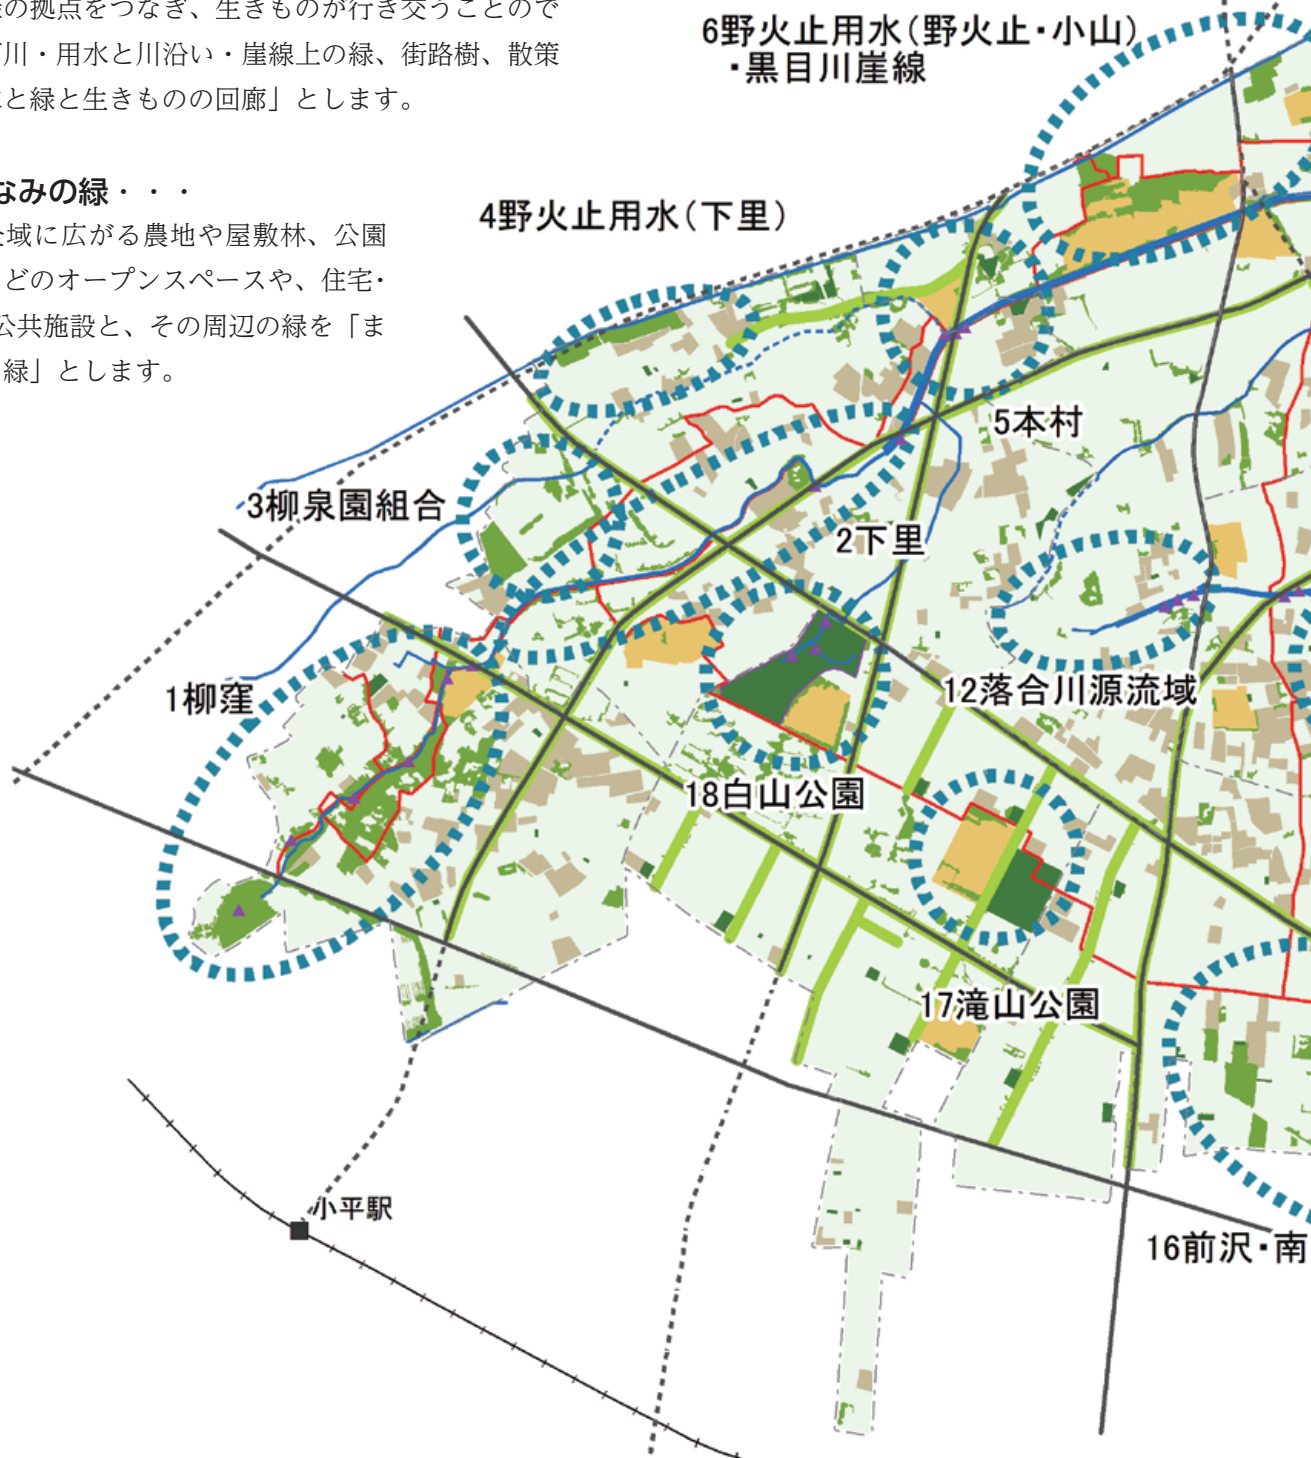 の拠点をつなぎ、生きものが行き交うことので
川・用水と川沿い・崖線上の緑、街路樹、散策
と緑と生きものの回廊」とします。
なみの緑・・・
域に広がる農地や屋敷林、公園
どのオープンスペースや、住宅・
公共施設と、その周辺の緑を「ま
緑」とします。
6野火止用水(野火止・小山)
・黒目川崖線
4野火止用水(下里)
5本村
3柳泉園組合
2下里
1柳窪
12落合川源流域
18白山公園
17滝山公園
小平駅
16前沢・南